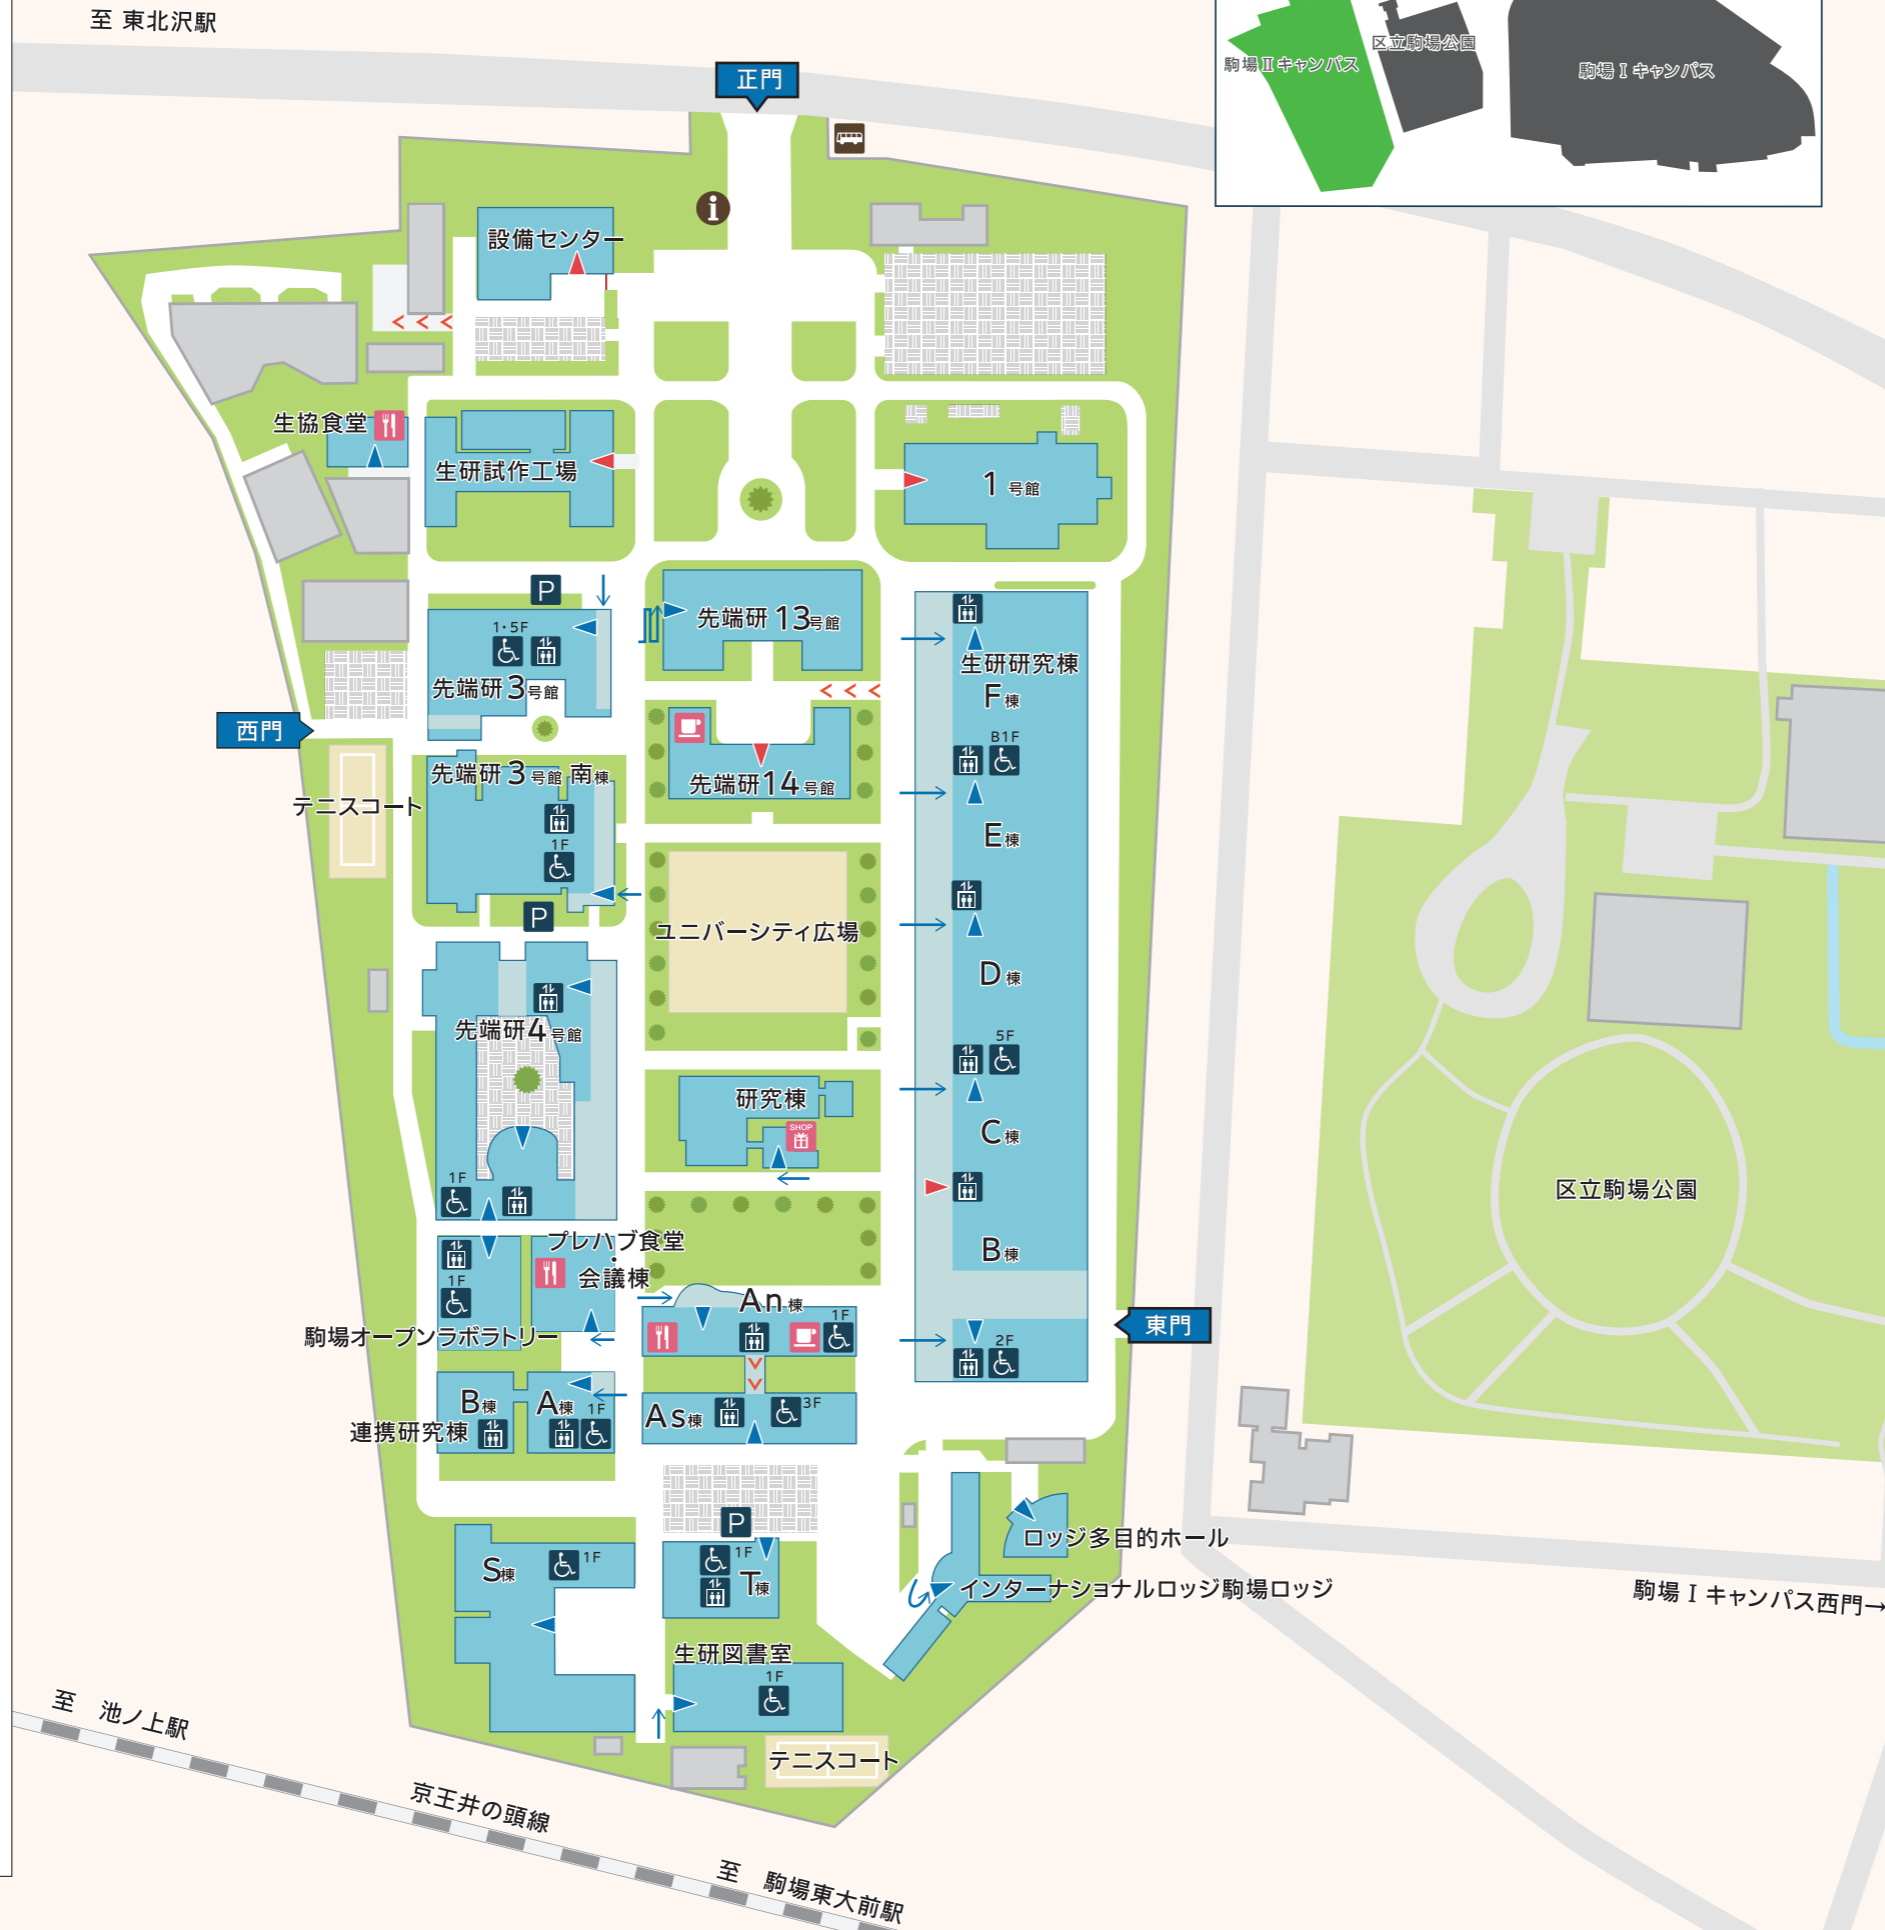 至 東北沢駅
正門
区立駒場公園
駒場Ⅱキャンパス
駒場Ⅰキャンパス
i
設備センター
生協食堂
生研試作工場
1号館
P
先端研13号館
1・5F
先端研3号館
生研研究棟
F棟
西門
B1F
先端研3号館 南棟
先端研14号館
テニスコート
E棟
1F
P
ユニバーシティ広場
D棟
先端研4号館
5F
研究棟
SHOP
C棟
1F
区立駒場公園
プレハブ食堂
・
会議棟
B棟
1F
An棟
1F
東門
駒場オープンラボラトリー
2F
B棟
A棟
1F
As棟
3F
連携研究棟
P
ロッジ多目的ホール
S棟
1F
1F
T棟
インターナショナルロッジ駒場ロッジ
駒場Ⅰキャンパス西門→
生研図書室
1F
至 池ノ上駅
テニスコート
京王井の頭線
至 駒場東大前駅